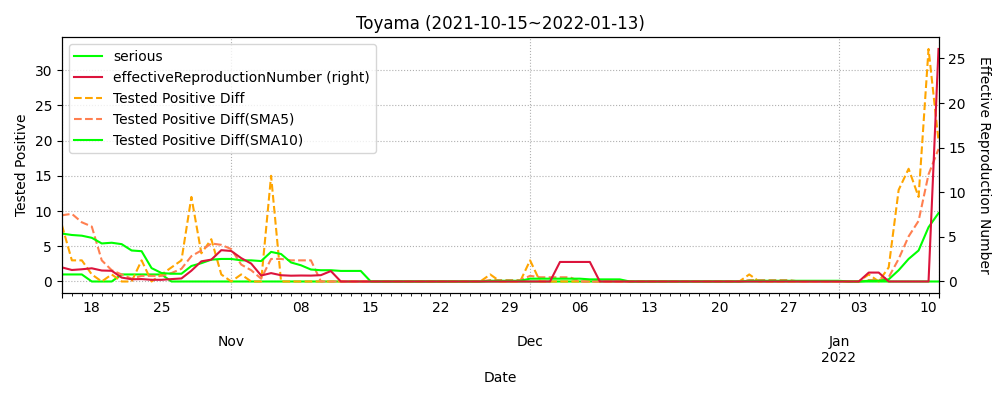 Toyama (2021-10-15~2022-01-13)
serious
effectiveReproductionNumber (right)
Tested Positive Diff
Tested Positive Diff(SMA5)
Tested Positive Diff(SMA10)
Tested Positive
30
25
20
15
10
5
0
Effective Reproduction Number
25
20
15
10
5
0
18 25 08 15 22 29 06 13 20 27 03 10
Nov Dec Jan
2022
Date